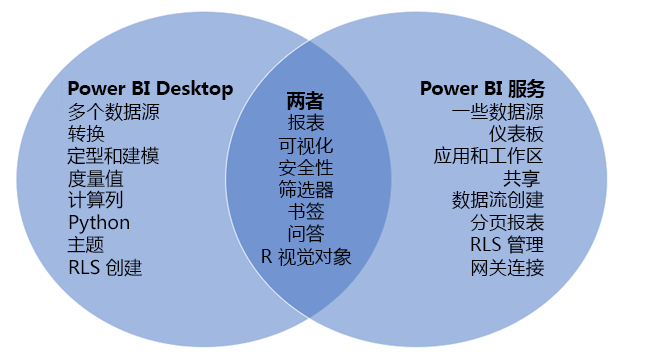 Power BI Desktop
多个数据源
转换
定型和建模
度量值
计算列
Python
主题
RLS 创建
两者
报表
可视化
安全性
筛选器
书签
问答
R 视觉对象
Power BI 服务
一些数据源
仪表板
应用和工作区
共享
数据流创建
分页报表
RLS 管理
网关连接